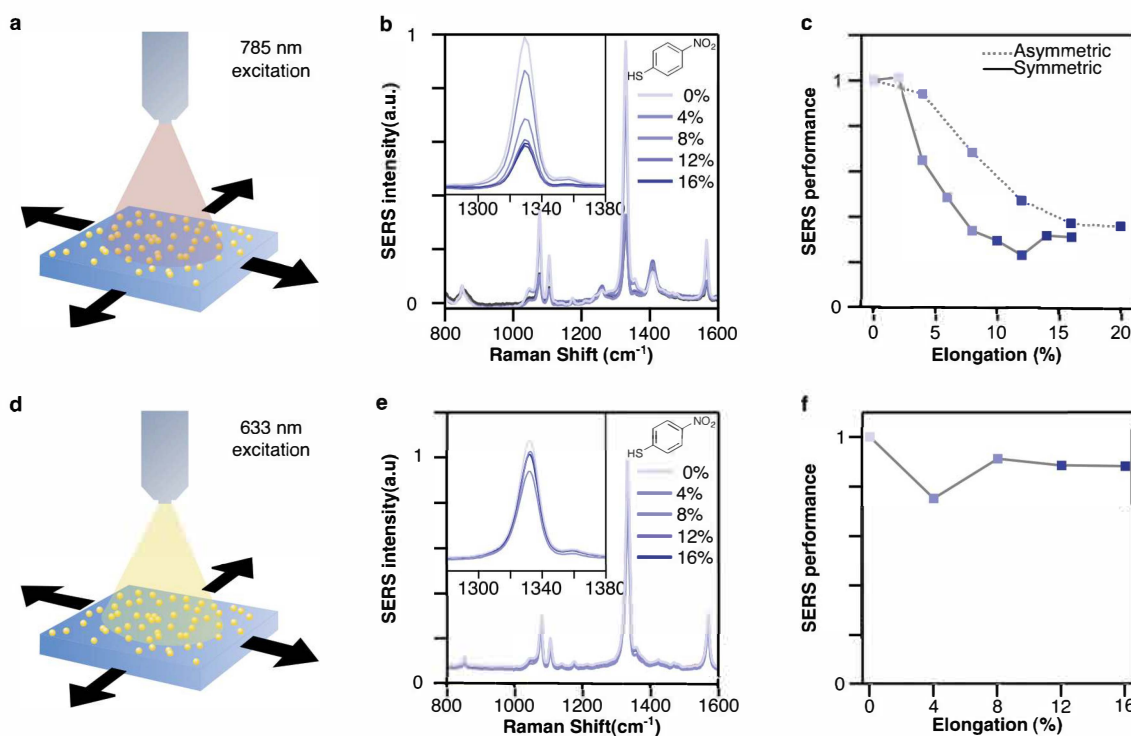 a
785 nm
excitation
b
SERS intensity(a.u.)
1
0
1300
1340
1380
NO₂
HS
0%
4%
8%
12%
16%
800
1000
1200
1400
1600
Raman Shift (cm⁻¹)
c
SERS performance
1
0
Asymmetric
Symmetric
0
5
10
15
20
Elongation (%)
d
633 nm
excitation
e
SERS intensity(a.u)
1
0
1300
1340
1380
NO₂
HS
0%
4%
8%
12%
16%
800
1000
1200
1400
1600
Raman Shift(cm⁻¹)
f
SERS performance
1
0
0
4
8
12
16
Elongation (%)